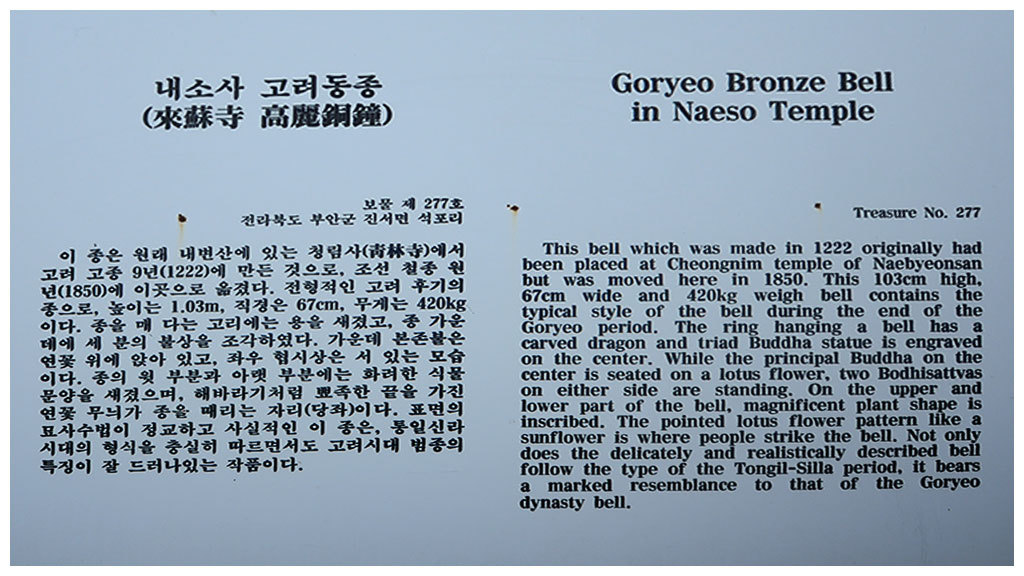 내소사 고려동종
(來蘇寺 高麗銅鐘)
보물 제 277호
전라북도 부안군 진서면 석포리
이 종은 원래 내변산에 있는 청림사(靑林寺)에서
고려 고종 9년(1222)에 만든 것으로, 조선 철종 원
년(1850)에 이곳으로 옮겼다. 전형적인 고려 후기의
종으로, 높이는 1.03m, 직경은 67cm, 무게는 420kg
이다. 종을 매 다는 고리에는 용을 새겼고, 종 가운
데에 세 분의 불상을 조각하였다. 가운데 본존불은
연꽃 위에 앉아 있고, 좌우 협시상은 서 있는 모습
이다. 종의 윗 부분과 아랫 부분에는 화려한 식물
문양을 새겼으며, 해바라기처럼 뾰족한 끝을 가진
연꽃 무늬가 종을 때리는 자리(당좌)이다. 표면의
묘사수법이 정교하고 사실적인 이 종은, 통일신라
시대의 형식을 충실히 따르면서도 고려시대 범종의
특징이 잘 드러나있는 작품이다.
Goryeo Bronze Bell
in Naeso Temple
Treasure No. 277
This bell which was made in 1222 originally had
been placed at Cheongnim temple of Naebyeonsan
but was moved here in 1850. This 103cm high,
67cm wide and 420kg weigh bell contains the
typical style of the bell during the end of the
Goryeo period. The ring hanging a bell has a
carved dragon and triad Buddha statue is engraved
on the center. While the principal Buddha on the
center is seated on a lotus flower, two Bodhisattvas
on either side are standing. On the upper and
lower part of the bell, magnificent plant shape is
inscribed. The pointed lotus flower pattern like a
sunflower is where people strike the bell. Not only
does the delicately and realistically described bell
follow the type of the Tongil-Silla period, it bears
a marked resemblance to that of the Goryeo
dynasty bell.